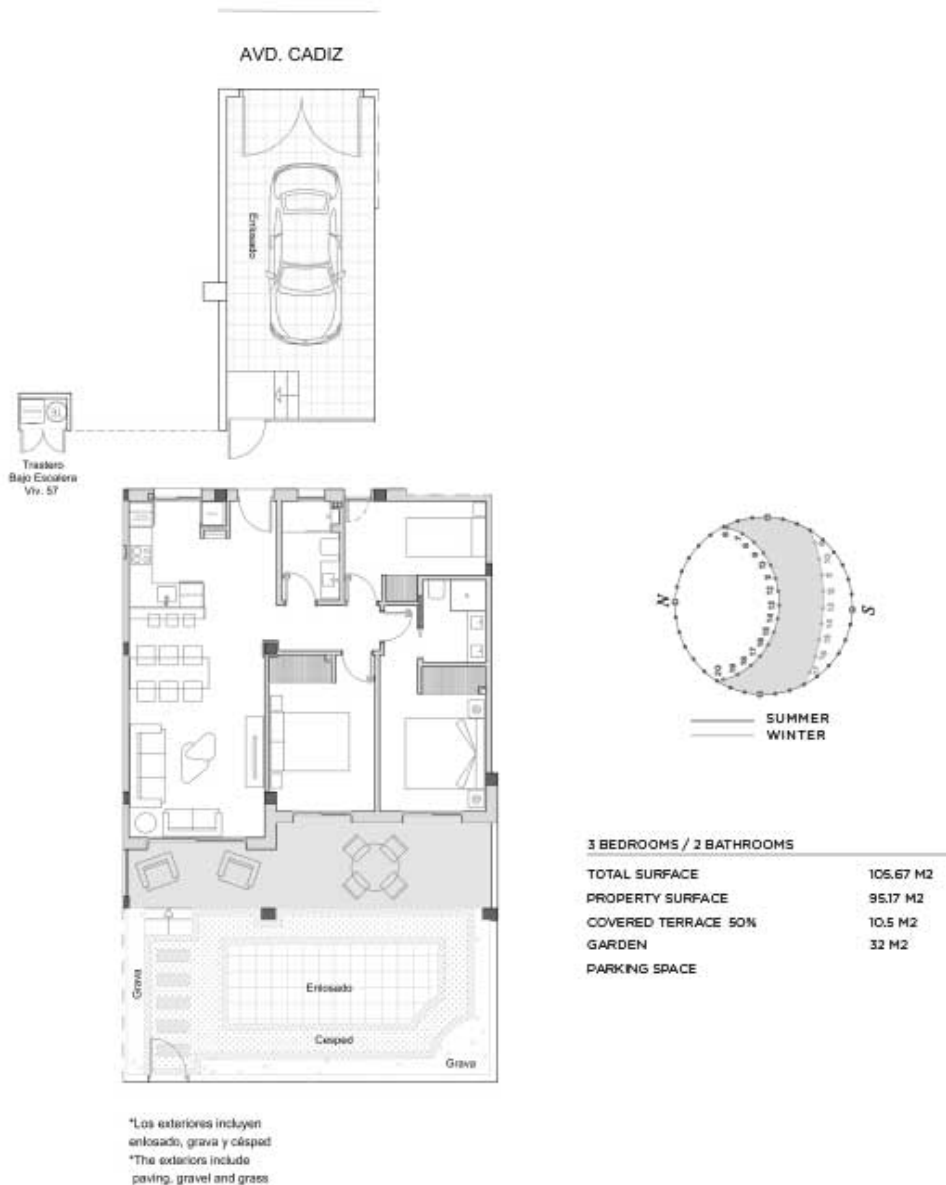 AVD. CADIZ
Enlosado
Trastero
Bajo Escalera
Viv. 57
N
S
SUMMER
WINTER
3 BEDROOMS / 2 BATHROOMS
TOTAL SURFACE 105.67 M2
PROPERTY SURFACE 95.17 M2
COVERED TERRACE 50% 10.5 M2
GARDEN 32 M2
PARKING SPACE
Grava
Enlosado
Cesped
Grava
*Los exteriores incluyen
enlosado, grava y césped
*The exteriors include
paving, gravel and grass